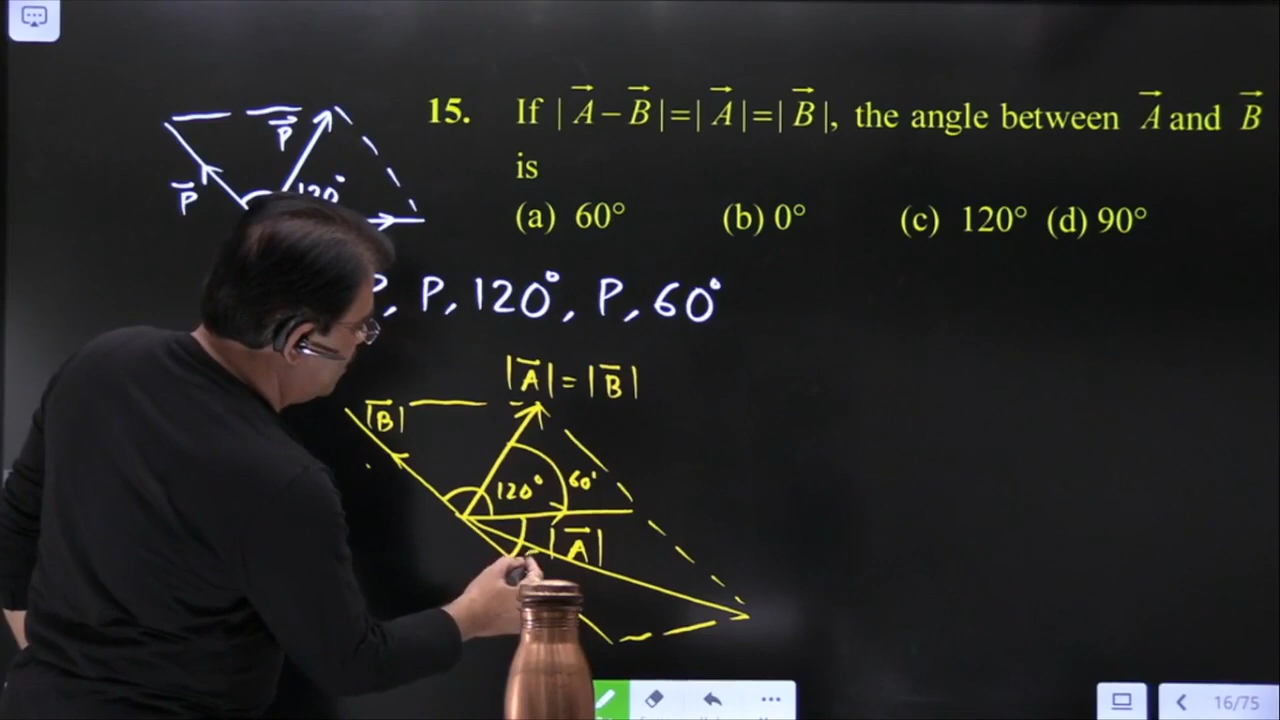 15. If | A⃗ − B⃗ |=| A⃗ |=| B⃗ |, the angle between A⃗ and B⃗
is
(a) 60° (b) 0° (c) 120° (d) 90°
P̄
P̄
120°
P, P, 120°, P, 60°
|Ā| = |B̄|
|B̄|
120° 60°
|Ā|
16/75